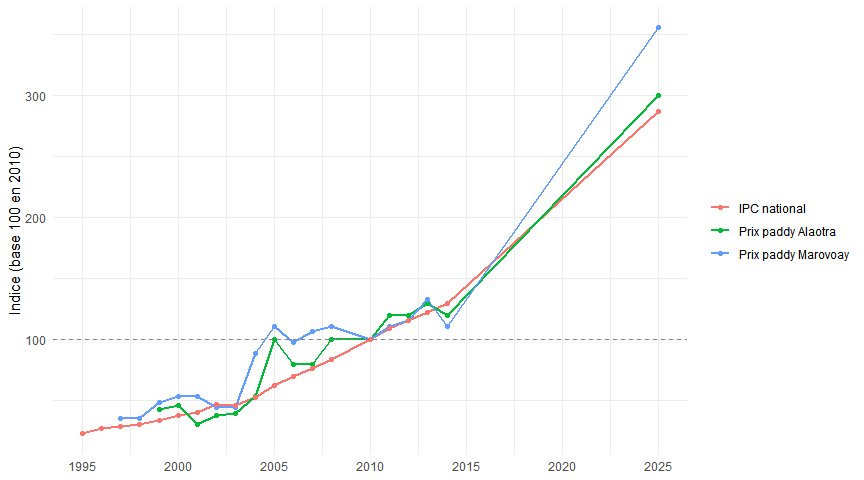 Indice (base 100 en 2010)
300
200
100
1995
2000
2005
2010
2015
2020
2025
IPC national
Prix paddy Alaotra
Prix paddy Marovoay